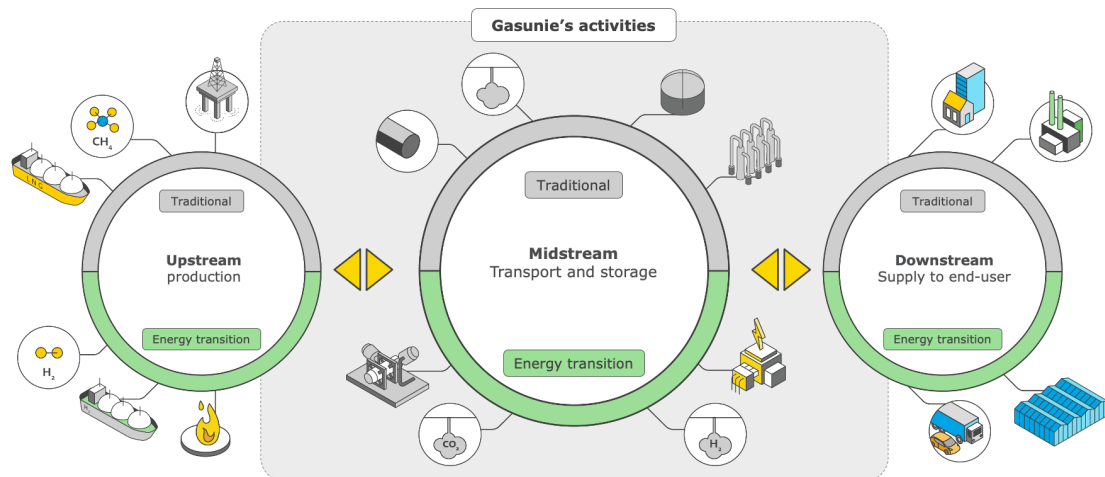 Gasunie's activities
CH₄
LNG
Traditional
Upstream
production
Energy transition
H₂
Traditional
Midstream
Transport and storage
Energy transition
CO₂
H₂
Traditional
Downstream
Supply to end-user
Energy transition